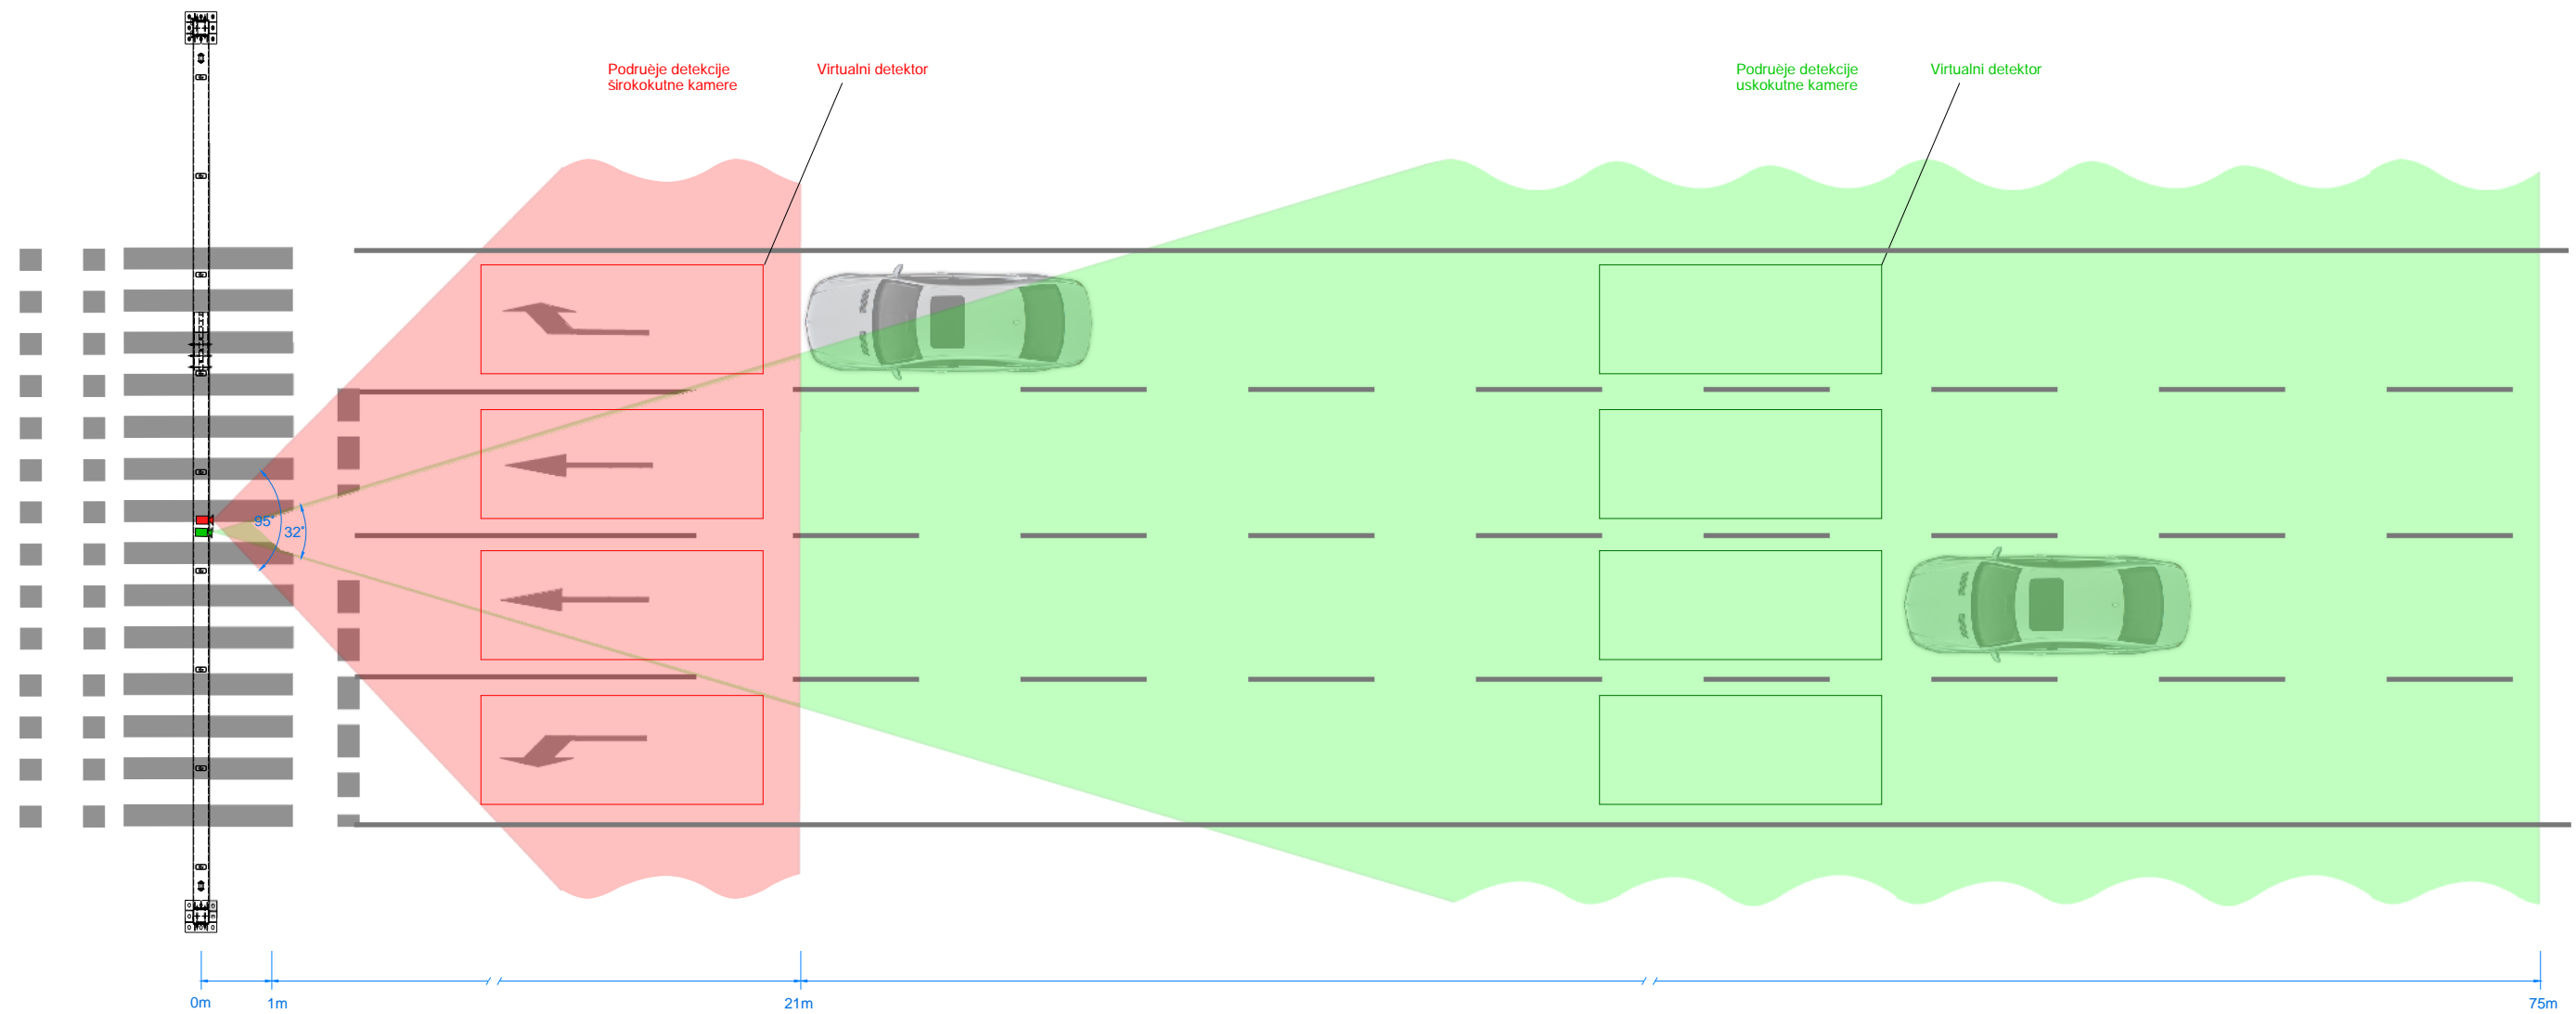 Podruèje detekcije
širokokutne kamere
Virtualni detektor
Podruèje detekcije
uskokutne kamere
Virtualni detektor
95°
32°
0m
1m
21m
75m